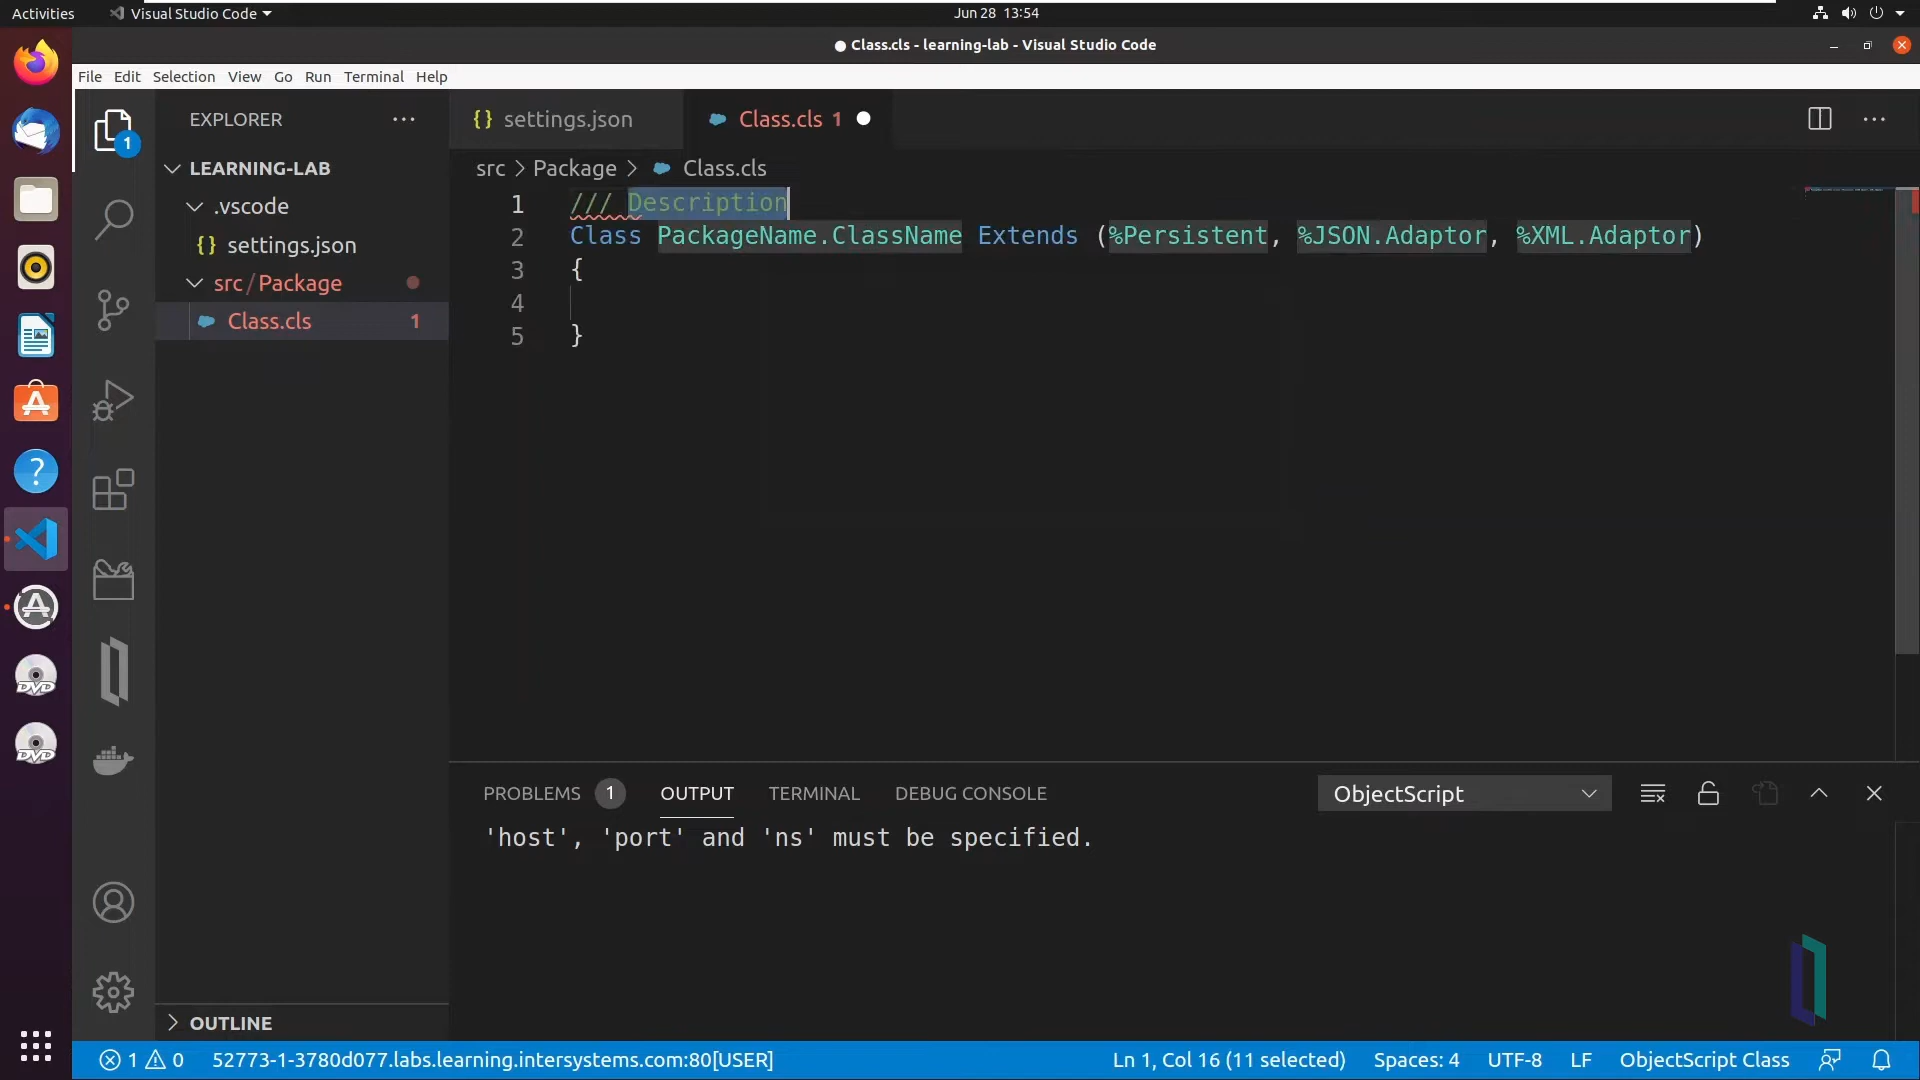 Activities
Visual Studio Code
Jun 28 13:54
● Class.cls - learning-lab - Visual Studio Code
File Edit Selection View Go Run Terminal Help
EXPLORER
1
LEARNING-LAB
.vscode
{} settings.json
src/Package
Class.cls 1
{} settings.json
Class.cls 1
src > Package > Class.cls
1 /// Description
2 Class PackageName.ClassName Extends (%Persistent, %JSON.Adaptor, %XML.Adaptor)
3 {
4
5 }
PROBLEMS 1 OUTPUT TERMINAL DEBUG CONSOLE
ObjectScript
'host', 'port' and 'ns' must be specified.
OUTLINE
DVD
DVD
1 0 52773-1-3780d077.labs.learning.intersystems.com:80[USER]
Ln 1, Col 16 (11 selected) Spaces: 4 UTF-8 LF ObjectScript Class